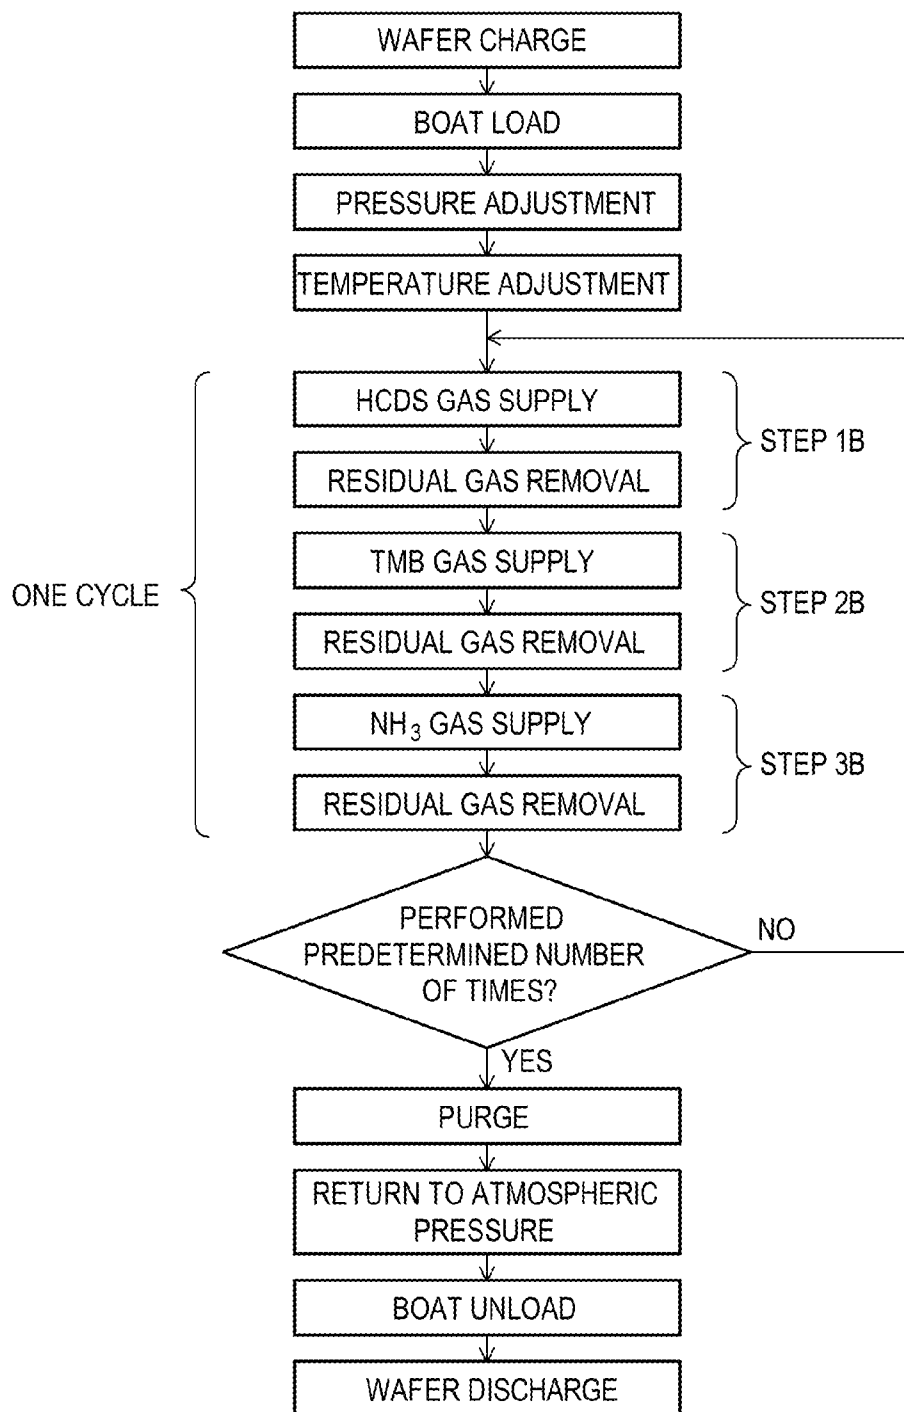 WAFER CHARGE
BOAT LOAD
PRESSURE ADJUSTMENT
TEMPERATURE ADJUSTMENT
HCDS GAS SUPPLY
STEP 1B
RESIDUAL GAS REMOVAL
TMB GAS SUPPLY
ONE CYCLE
STEP 2B
RESIDUAL GAS REMOVAL
NH3 GAS SUPPLY
STEP 3B
RESIDUAL GAS REMOVAL
PERFORMED
PREDETERMINED NUMBER
OF TIMES?
NO
YES
PURGE
RETURN TO ATMOSPHERIC
PRESSURE
BOAT UNLOAD
WAFER DISCHARGE